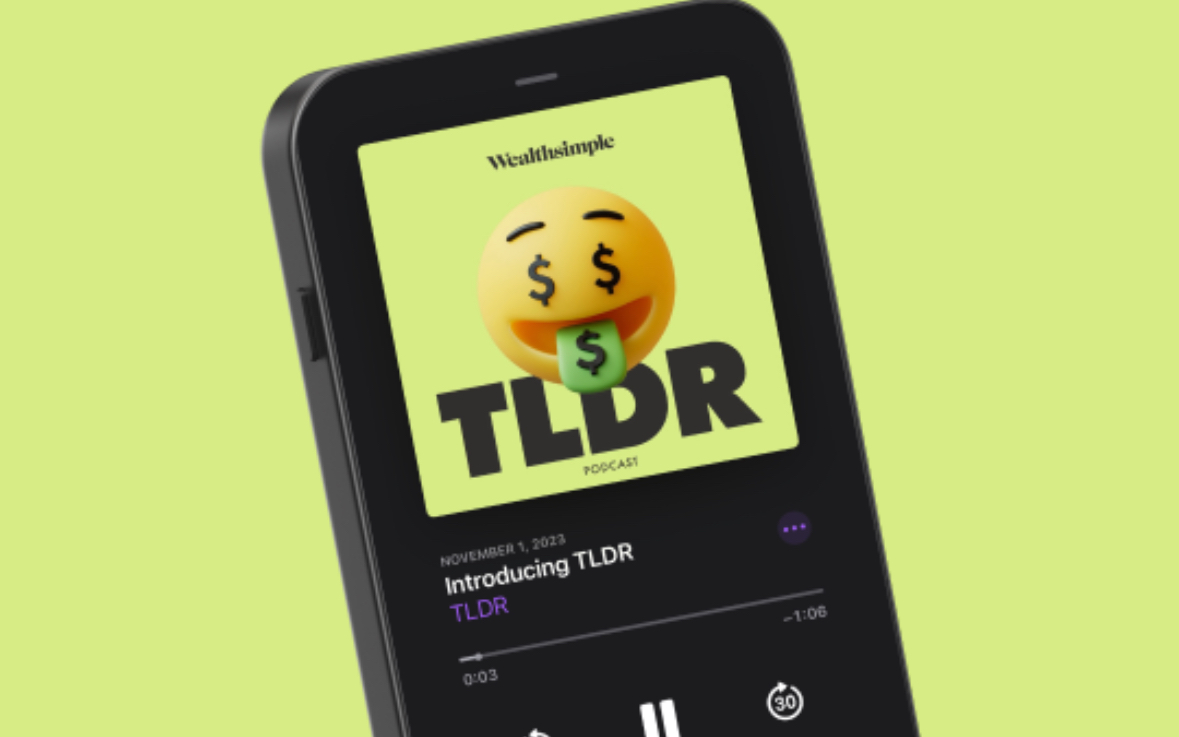 Wealthsimple
$ $
$
TLDR
PODCAST
NOVEMBER 1, 2023
Introducing TLDR
TLDR
0:03
-1:06
30